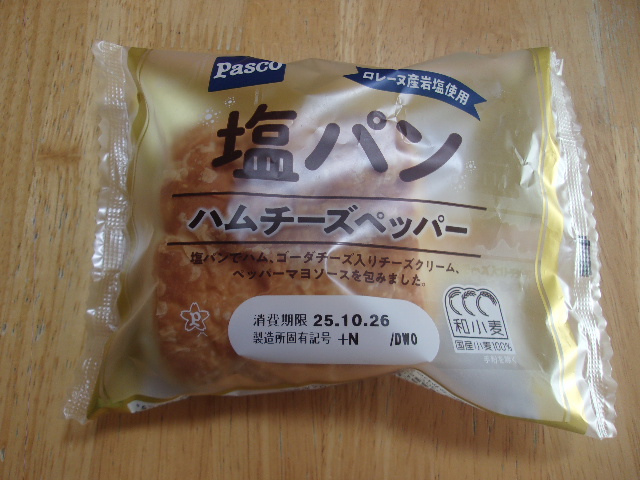 Pasco
ロレーヌ産岩塩使用
塩パン
ハムチーズペッパー
塩パンでハム、ゴーダチーズ入りチーズクリーム、
ペッパーマヨソースを包みました。
消費期限 25.10.26
製造所固有記号 +N /DWO
和小麦
国産小麦100%